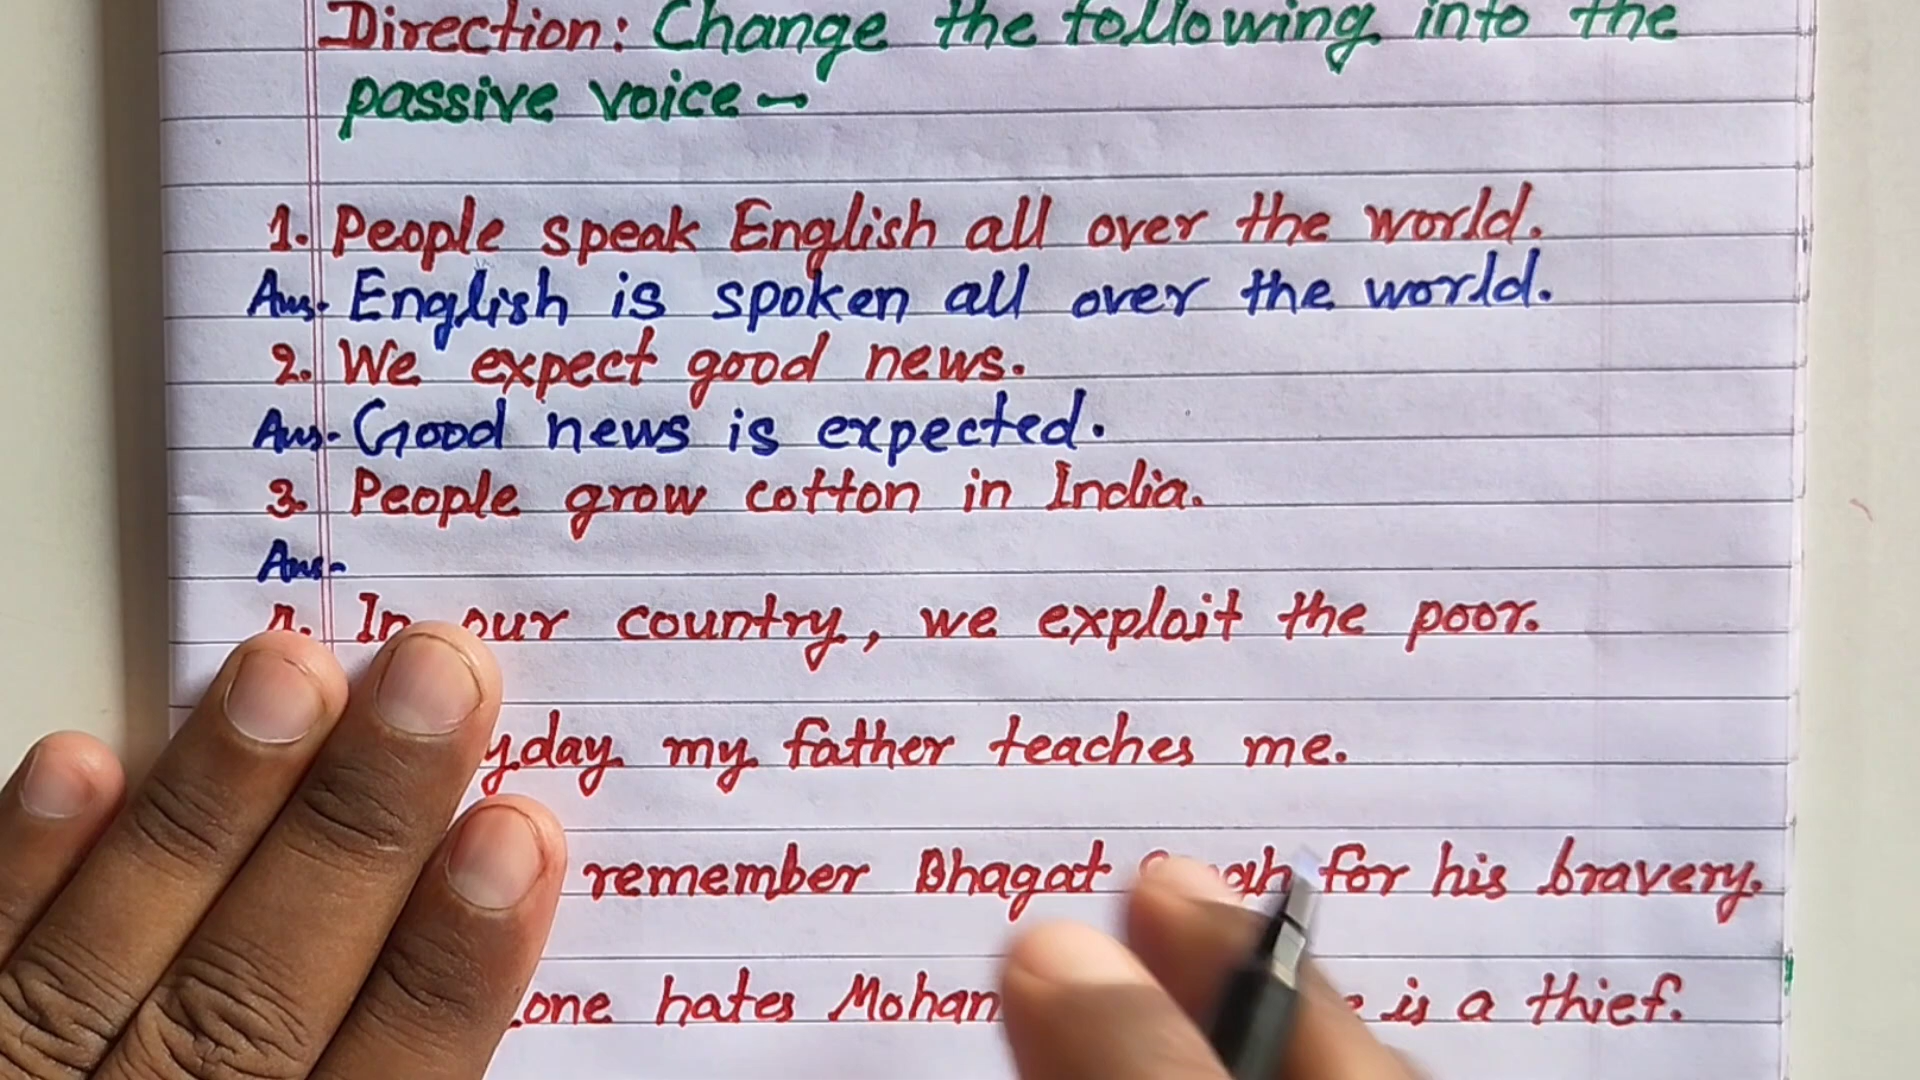 Direction: Change the following into the
passive voice –
1. People speak English all over the world.
Ans. English is spoken all over the world.
2. We expect good news.
Ans- Good news is expected.
3. People grow cotton in India.
Ans-
In our country, we exploit the poor.
my father teaches me.
remember Bhagat for his bravery.
hates Mohan is a thief.